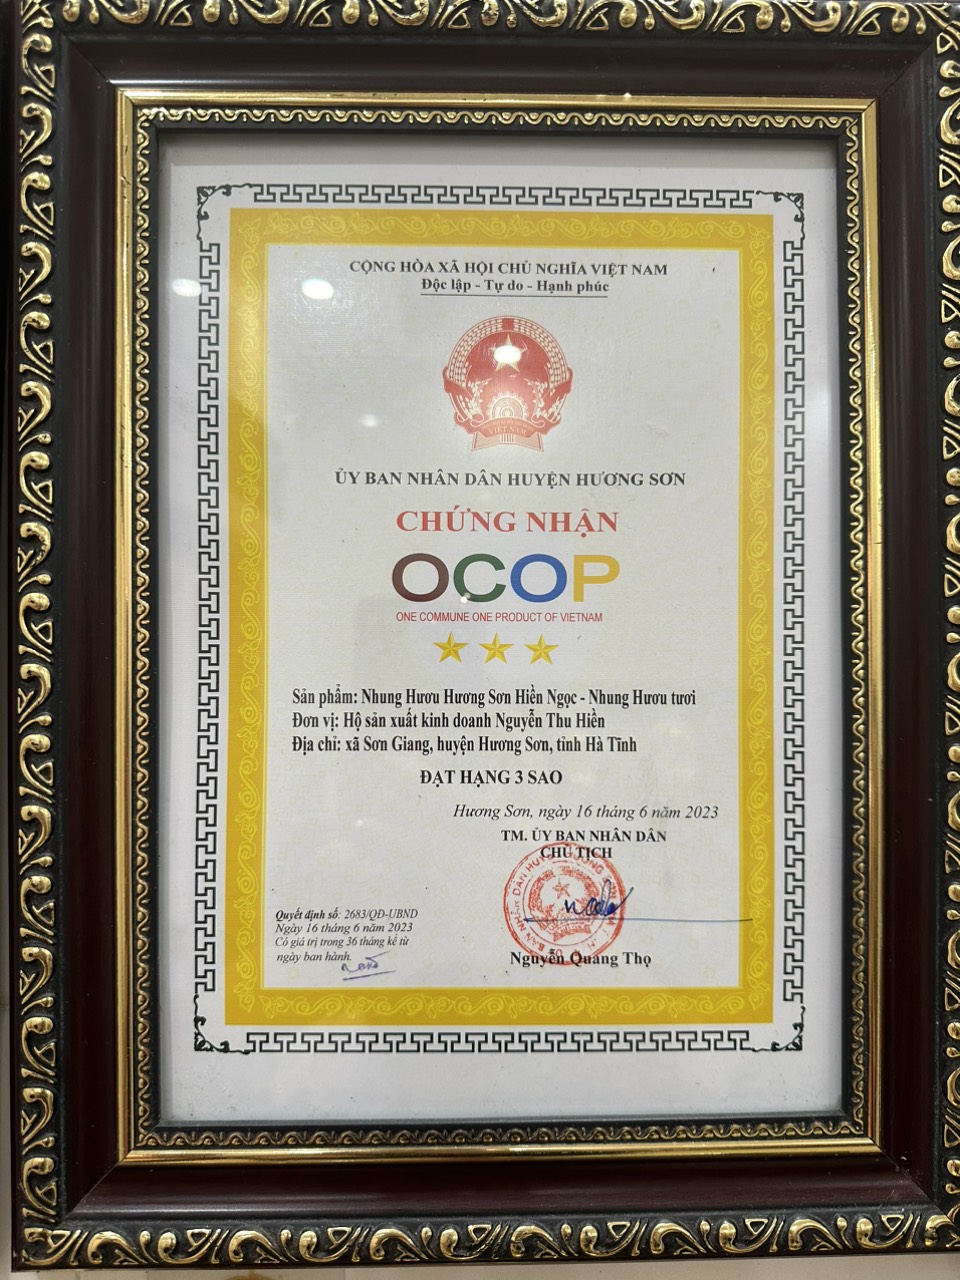 CỘNG HÒA XÃ HỘI CHỦ NGHĨA VIỆT NAM
Độc lập - Tự do - Hạnh phúc
VIỆT NAM
ỦY BAN NHÂN DÂN HUYỆN HƯƠNG SƠN
CHỨNG NHẬN
OCOP
ONE COMMUNE ONE PRODUCT OF VIETNAM
Sản phẩm: Nhung Hươu Hương Sơn Hiền Ngọc - Nhung Hươu tươi
Đơn vị: Hộ sản xuất kinh doanh Nguyễn Thu Hiền
Địa chỉ: xã Sơn Giang, huyện Hương Sơn, tỉnh Hà Tĩnh
ĐẠT HẠNG 3 SAO
Hương Sơn, ngày 16 tháng 6 năm 2023
TM. ỦY BAN NHÂN DÂN
CHỦ TỊCH
Nguyễn Quang Thọ
Quyết định số: 2683/QĐ-UBND
Ngày 16 tháng 6 năm 2023
Có giá trị trong 36 tháng kể từ
ngày ban hành.